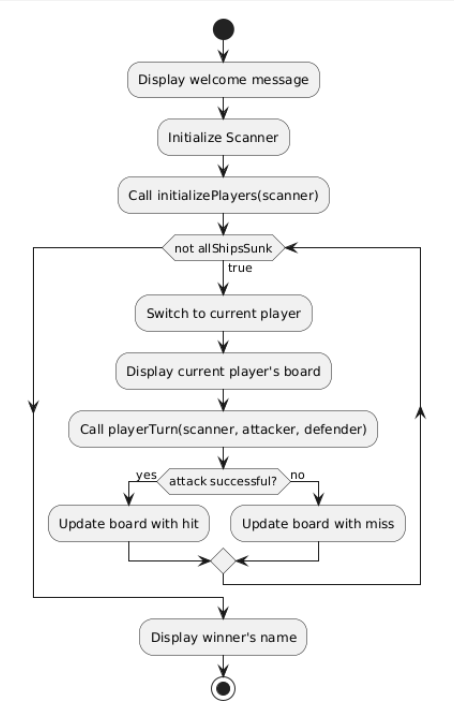 Display welcome message
Initialize Scanner
Call initializePlayers(scanner)
not allShipsSunk
true
Switch to current player
Display current player's board
Call playerTurn(scanner, attacker, defender)
yes
attack successful?
no
Update board with hit
Update board with miss
Display winner's name